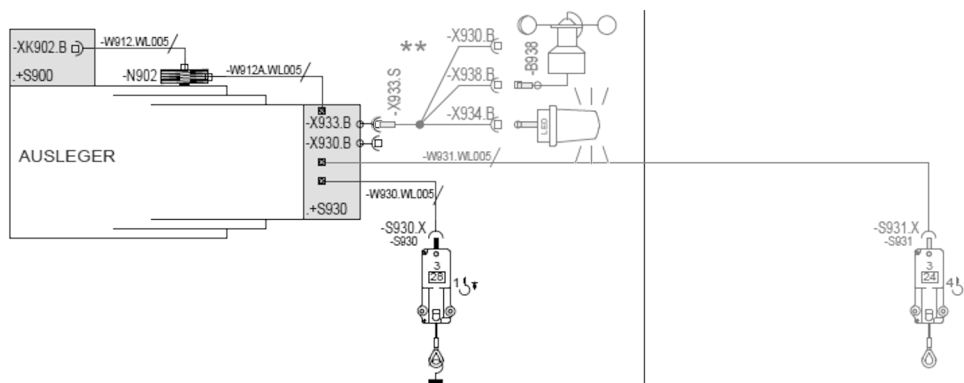 -XK902.B
-W912.WL005
.+S900
-N902
-W912A.WL005
AUSLEGER
-X933.B
-X930.B
.+S930
**
-X933.S
-X930.B
-X938.B
-X934.B
-B938
LED
-W931.WL005
-W930.WL005
-S930.X
-S930
3
28
1
-S931.X
-S931
3
24
4